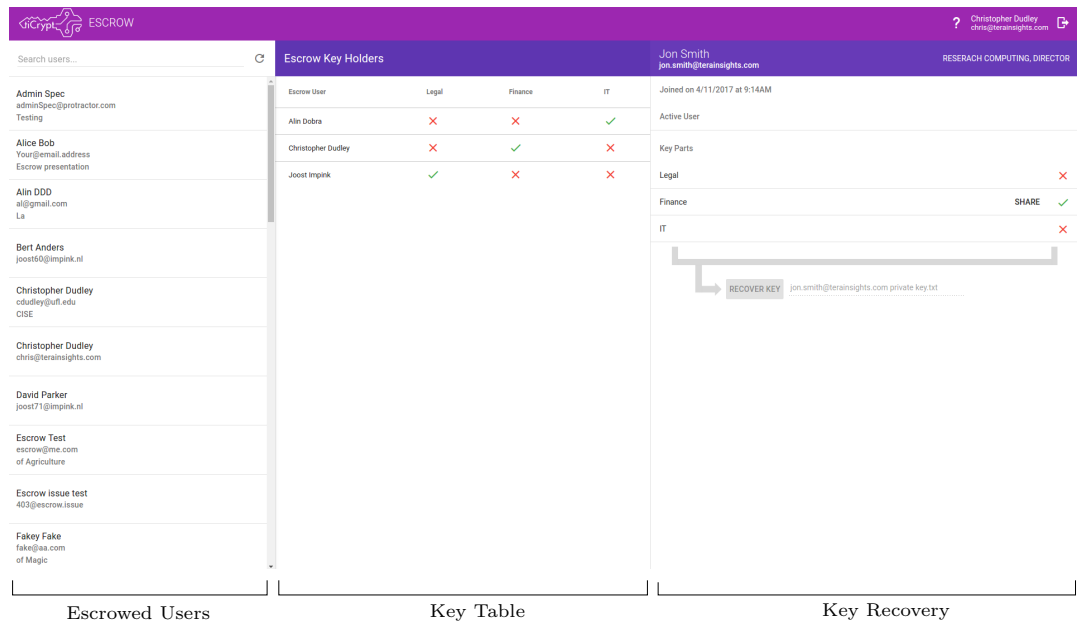 tiCrypt ESCROW
? Christopher Dudley
chris@terainsights.com
Search users...
Admin Spec
adminSpec@protractor.com
Testing
Alice Bob
Your@email.address
Escrow presentation
Alin DDD
al@gmail.com
La
Bert Anders
joost60@impink.nl
Christopher Dudley
cdudley@ufl.edu
CISE
Christopher Dudley
chris@terainsights.com
David Parker
joost71@impink.nl
Escrow Test
escrow@me.com
of Agriculture
Escrow issue test
403@escrow.issue
Fakey Fake
fake@aa.com
of Magic
Escrow Key Holders
Escrow User Legal Finance IT
Alin Dobra
Christopher Dudley
Joost Impink
Jon Smith
jon.smith@terainsights.com
RESERACH COMPUTING, DIRECTOR
Joined on 4/11/2017 at 9:14AM
Active User
Key Parts
Legal
Finance SHARE
IT
RECOVER KEY jon.smith@terainsights.com private key.txt
Escrowed Users
Key Table
Key Recovery